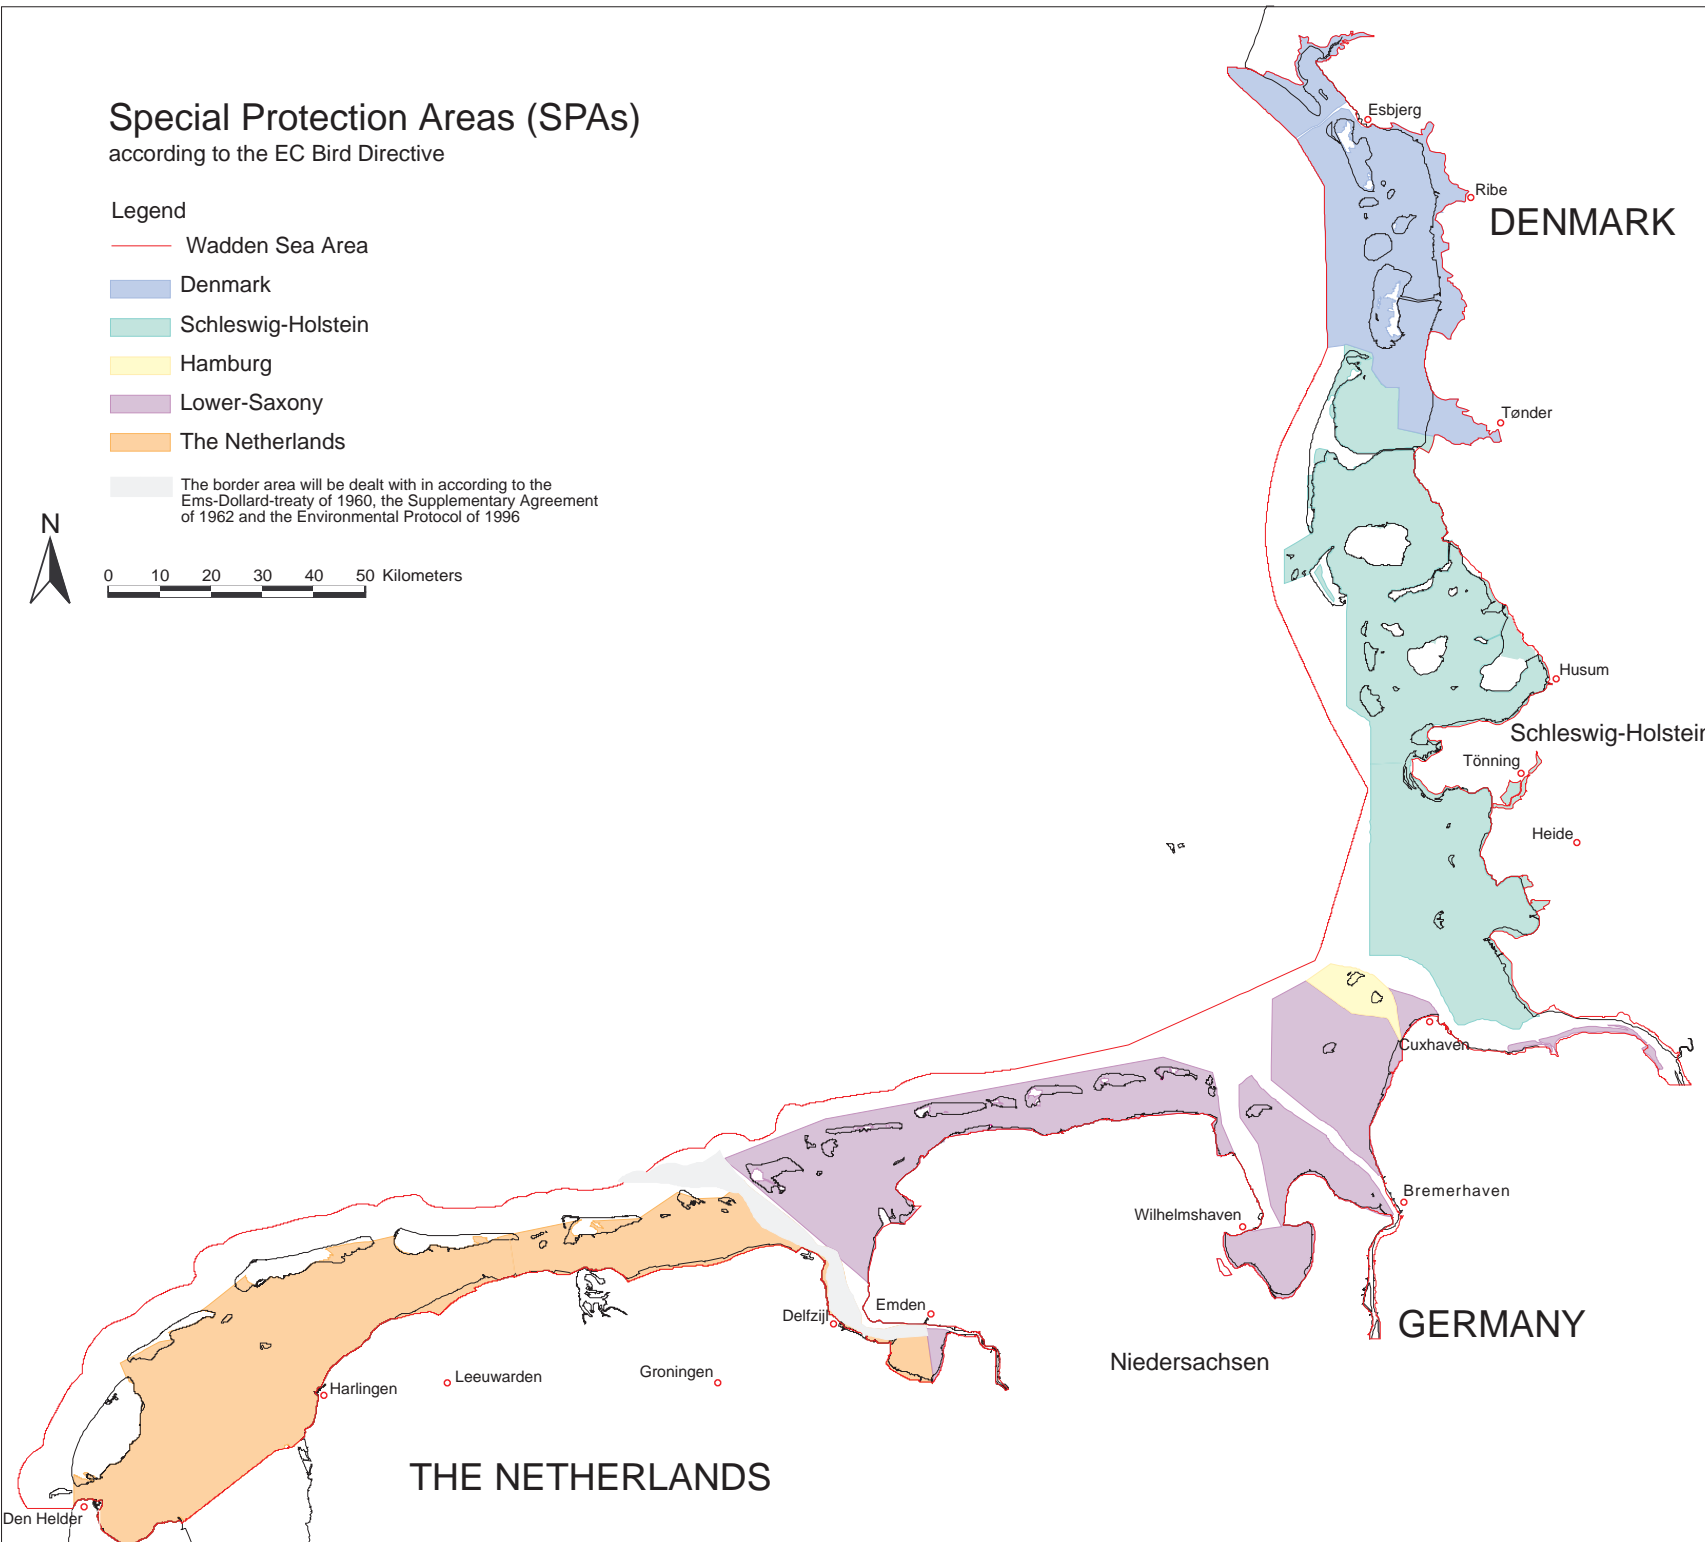 Special Protection Areas (SPAs)
according to the EC Bird Directive
Legend
Wadden Sea Area
Denmark
Schleswig-Holstein
Hamburg
Lower-Saxony
The Netherlands
The border area will be dealt with in according to the
Ems-Dollard-treaty of 1960, the Supplementary Agreement
of 1962 and the Environmental Protocol of 1996
N
0 10 20 30 40 50 Kilometers
Esbjerg
Ribe
DENMARK
Tønder
Husum
Schleswig-Holstein
Tönning
Heide
Cuxhaven
Bremerhaven
Wilhelmshaven
Emden
Delfzijl
GERMANY
Niedersachsen
Groningen
Leeuwarden
Harlingen
THE NETHERLANDS
Den Helder